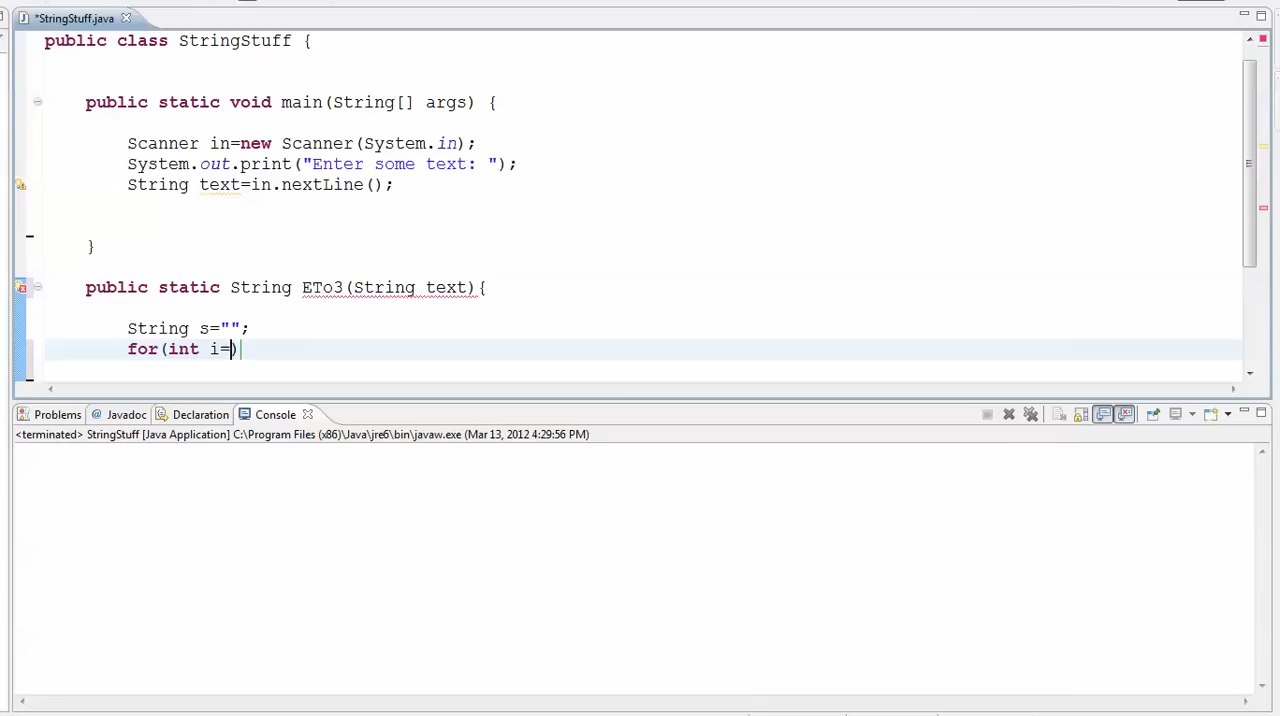 *StringStuff.java
public class StringStuff {
public static void main(String[] args) {
Scanner in=new Scanner(System.in);
System.out.print("Enter some text: ");
String text=in.nextLine();
}
public static String ETo3(String text){
String s="";
for(int i=)
Problems @ Javadoc Declaration Console
<terminated> StringStuff [Java Application] C:\Program Files (x86)\Java\jre6\bin\javaw.exe (Mar 13, 2012 4:29:56 PM)